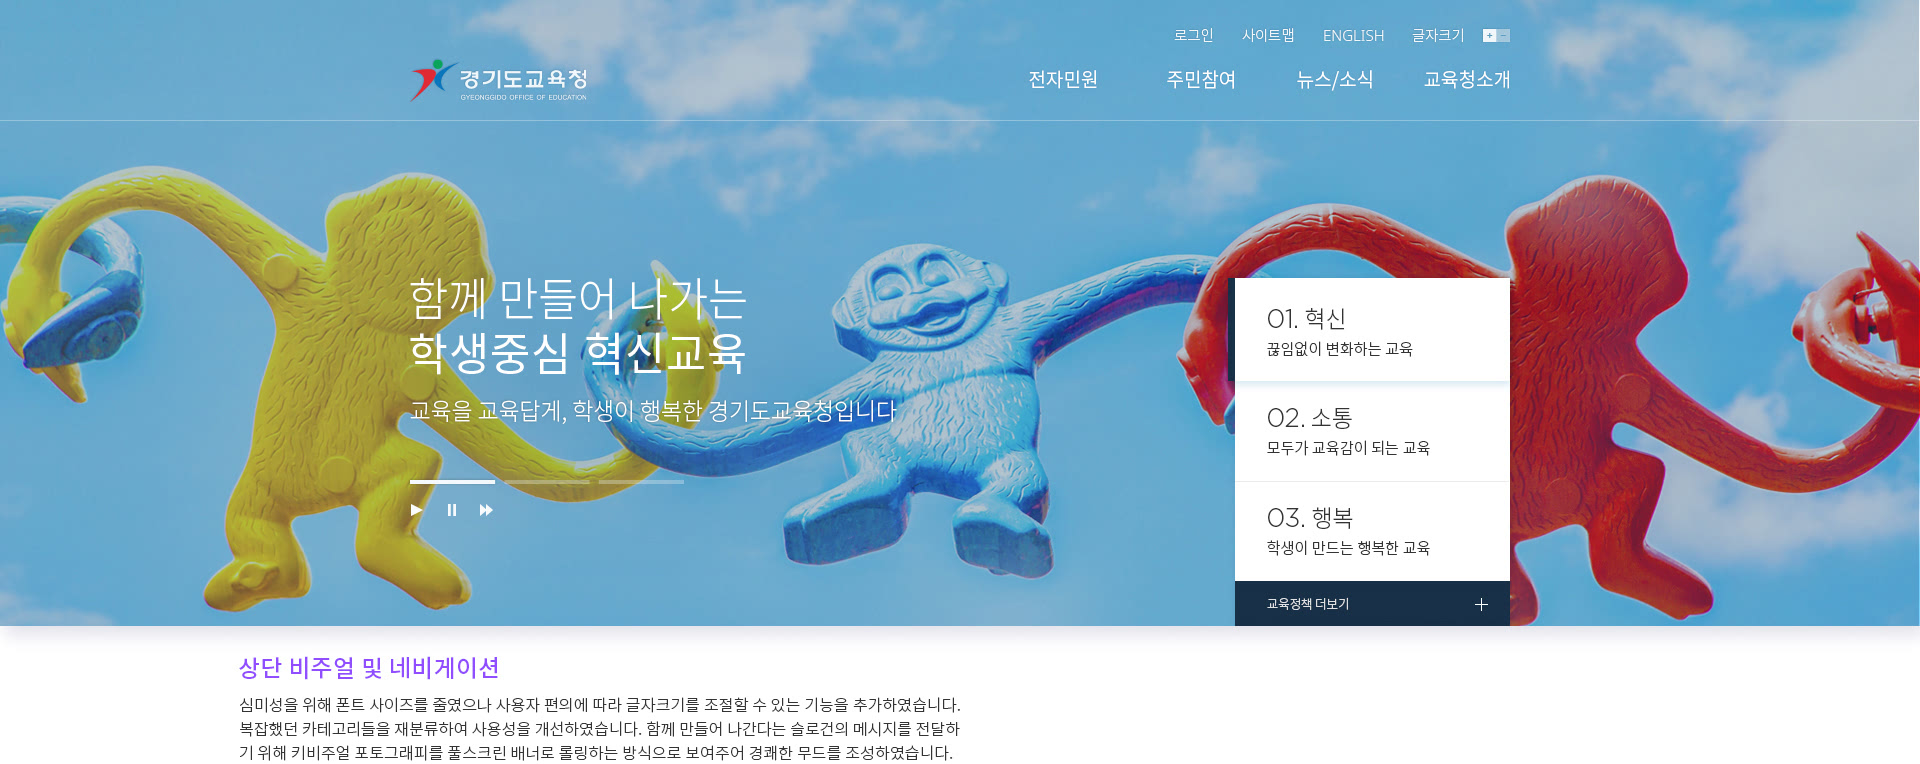 로그인 사이트맵 ENGLISH 글자크기 + -
경기도교육청
GYEONGGIDO OFFICE OF EDUCATION
전자민원 주민참여 뉴스/소식 교육청소개
함께 만들어 나가는
학생중심 혁신교육
교육을 교육답게, 학생이 행복한 경기도교육청입니다
01. 혁신
끊임없이 변화하는 교육
02. 소통
모두가 교육감이 되는 교육
03. 행복
학생이 만드는 행복한 교육
교육정책 더보기
상단 비주얼 및 네비게이션
심미성을 위해 폰트 사이즈를 줄였으나 사용자 편의에 따라 글자크기를 조절할 수 있는 기능을 추가하였습니다.
복잡했던 카테고리들을 재분류하여 사용성을 개선하였습니다. 함께 만들어 나간다는 슬로건의 메시지를 전달하
기 위해 키비주얼 포토그래피를 풀스크린 배너로 롤링하는 방식으로 보여주어 경쾌한 무드를 조성하였습니다.